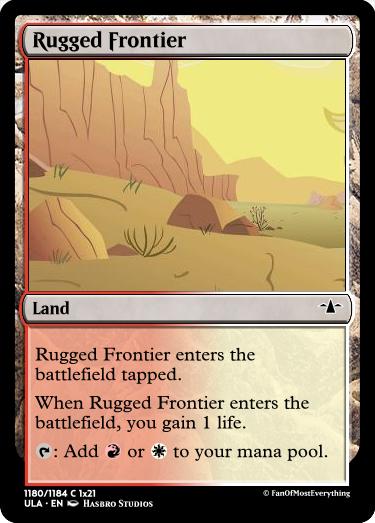 Rugged Frontier
Land
Rugged Frontier enters the
battlefield tapped.
When Rugged Frontier enters the
battlefield, you gain 1 life.
: Add or to your mana pool.
1180/1184 C 1x21
ULA • EN Hasbro Studios
© FanOfMostEverything